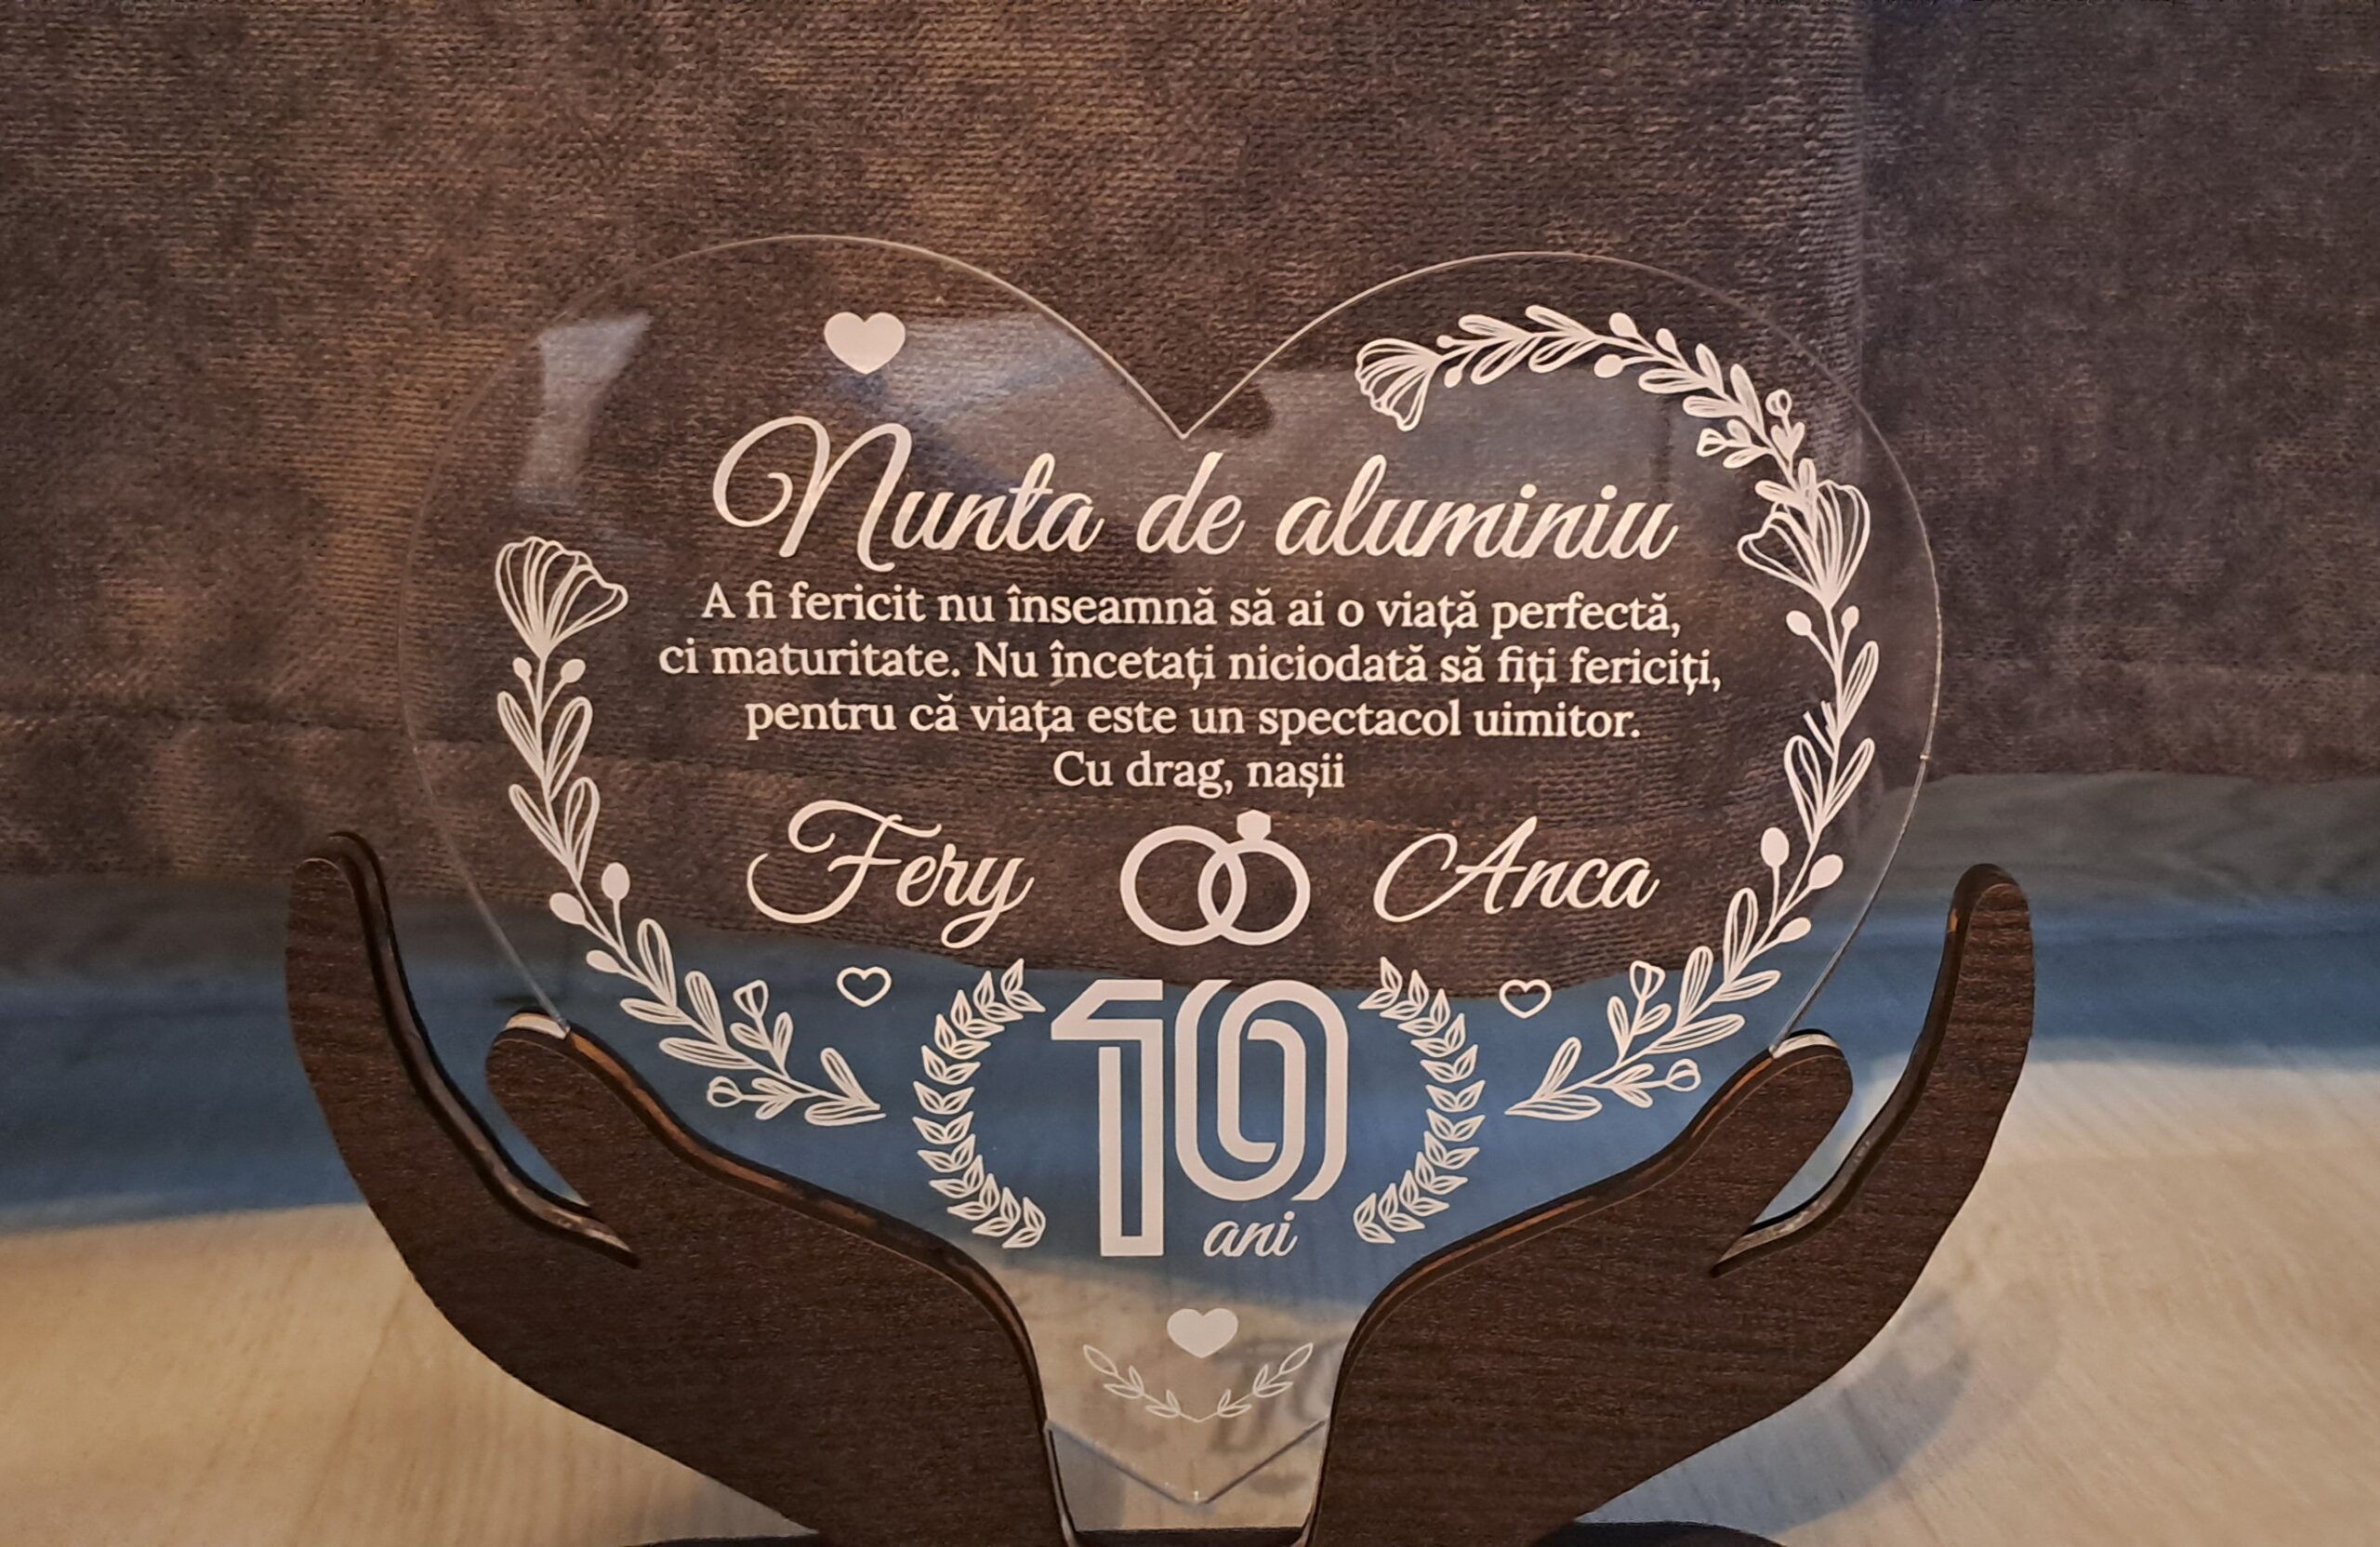 Nunta de aluminiu
A fi fericit nu înseamnă să ai o viață perfectă,
ci maturitate. Nu încetați niciodată să fiți fericiți,
pentru că viața este un spectacol uimitor.
Cu drag, nașii
Fery Anca
10
ani